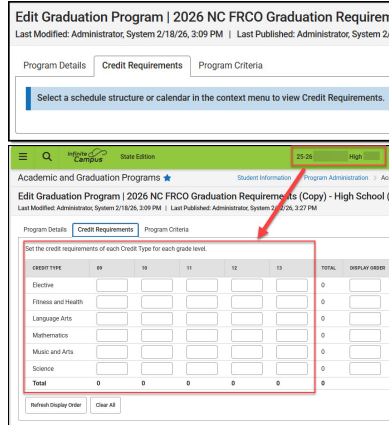 Edit Graduation Program | 2026 NC FRCO Graduation Requirem
Last Modified: Administrator, System 2/18/26, 3:09 PM | Last Published: Administrator, System 2/
Program Details Credit Requirements Program Criteria
Select a schedule structure or calendar in the context menu to view Credit Requirements.
Infinite Campus State Edition 25-26 High
Academic and Graduation Programs Student Information Program Administration Ac
Edit Graduation Program | 2026 NC FRCO Graduation Requirements (Copy) - High School (
Last Modified: Administrator, System 2/18/26, 3:09 PM | Last Published: Administrator, System 2/2/26, 3:27 PM
Program Details Credit Requirements Program Criteria
Set the credit requirements of each Credit Type for each grade level.
CREDIT TYPE 09 10 11 12 13 TOTAL DISPLAY ORDER
Elective 0
Fitness and Health 0
Language Arts 0
Mathematics 0
Music and Arts 0
Science 0
Total 0 0 0 0 0 0
Refresh Display Order Clear All